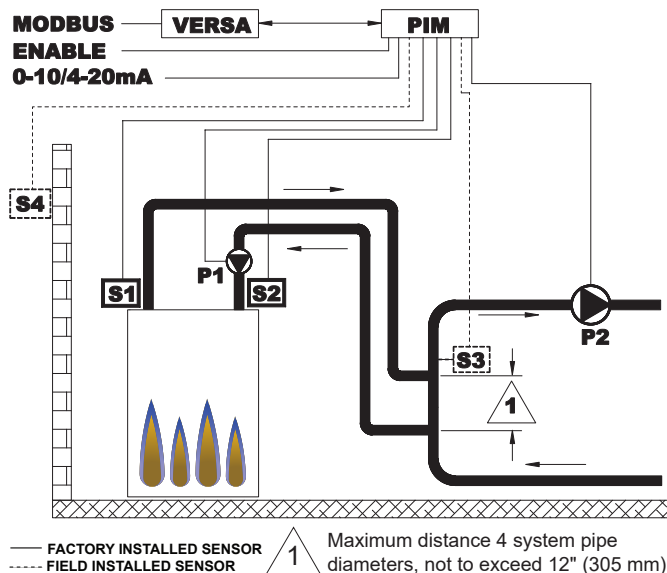 MODBUS
VERSA
PIM
ENABLE
0-10/4-20mA
S4
S1
P1
S2
P2
S3
1
FACTORY INSTALLED SENSOR
FIELD INSTALLED SENSOR
1
Maximum distance 4 system pipe
diameters, not to exceed 12" (305 mm)